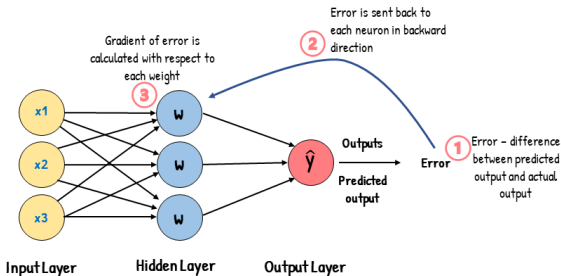 Error is sent back to
each neuron in backward
direction
2
Gradient of error is
calculated with respect to
each weight
3
x1
w
x2
w
x3
w
ŷ
Outputs
Predicted
output
Error
1
Error - difference
between predicted
output and actual
output
Input Layer
Hidden Layer
Output Layer